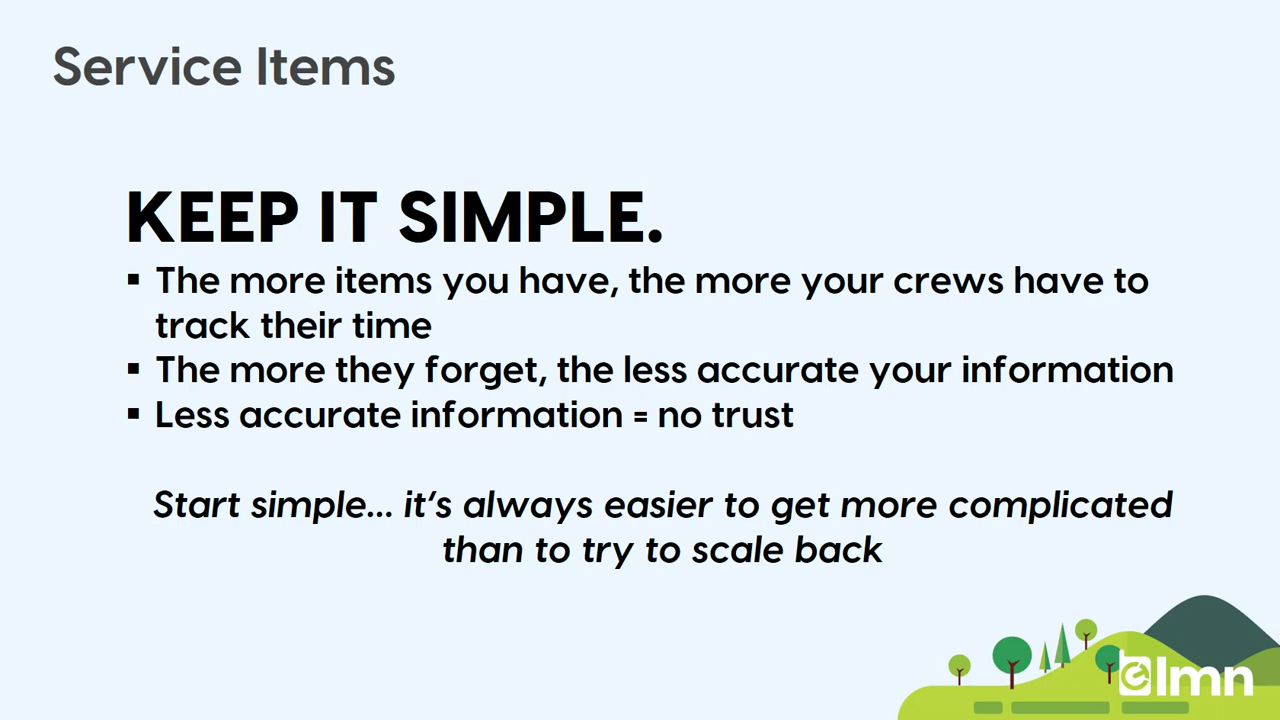 Service Items
KEEP IT SIMPLE.
▪ The more items you have, the more your crews have to
track their time
▪ The more they forget, the less accurate your information
▪ Less accurate information = no trust
Start simple... it's always easier to get more complicated
than to try to scale back
lmn